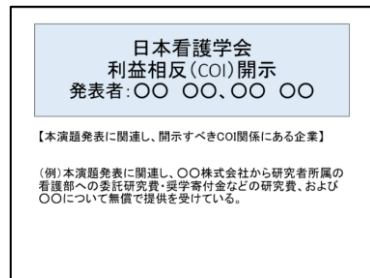 日本看護学会
利益相反(COI)開示
発表者:〇〇　〇〇、〇〇　〇〇
【本演題発表に関連し、開示すべきCOI関係にある企業】
(例)本演題発表に関連し、〇〇株式会社から研究者所属の
看護部への委託研究費・奨学寄付金などの研究費、および
〇〇について無償で提供を受けている。